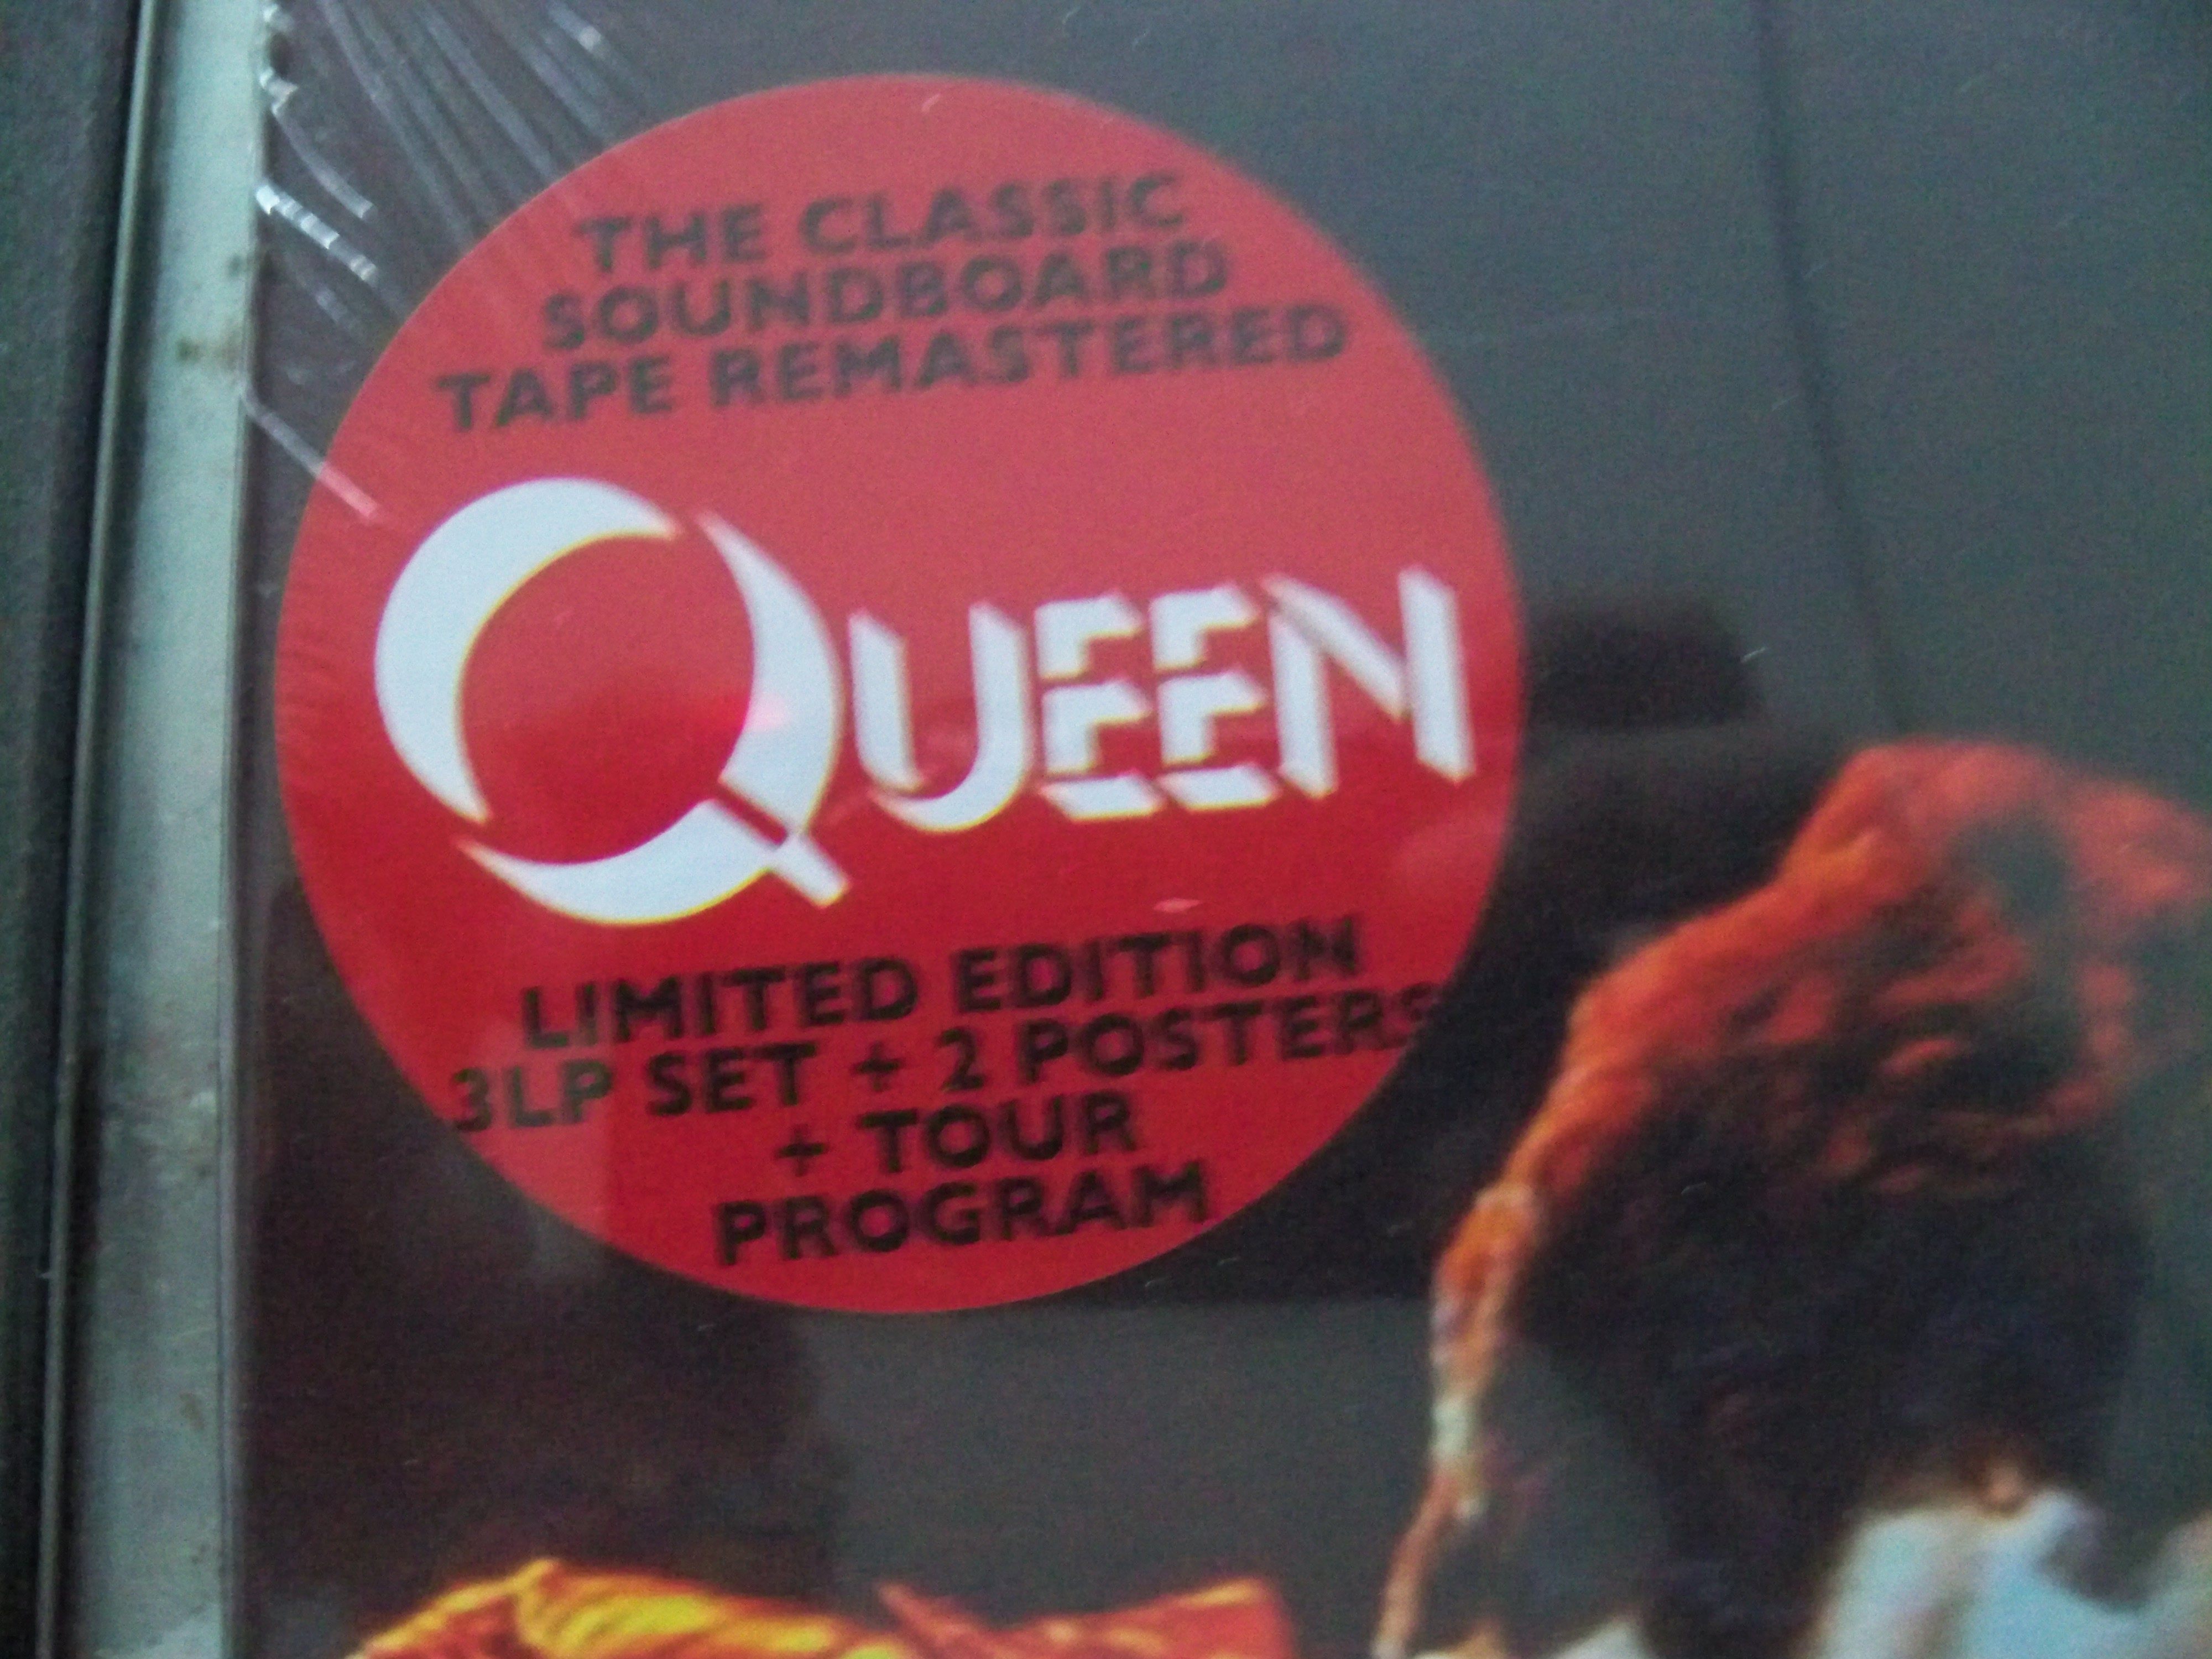 THE CLASSIC
SOUNDBOARD
TAPE REMASTERED
QUEEN
LIMITED EDITION
3LP SET + 2 POSTERS
+ TOUR
PROGRAM